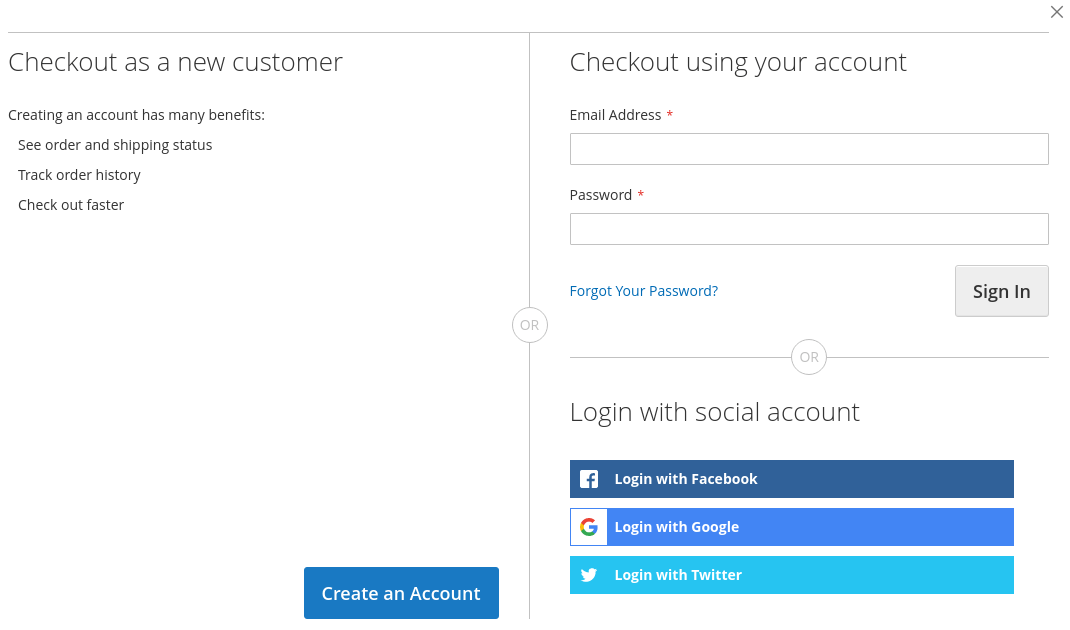 Checkout as a new customer
Creating an account has many benefits:
See order and shipping status
Track order history
Check out faster
Create an Account
OR
Checkout using your account
Email Address *
Password *
Forgot Your Password?
Sign In
OR
Login with social account
Login with Facebook
Login with Google
Login with Twitter